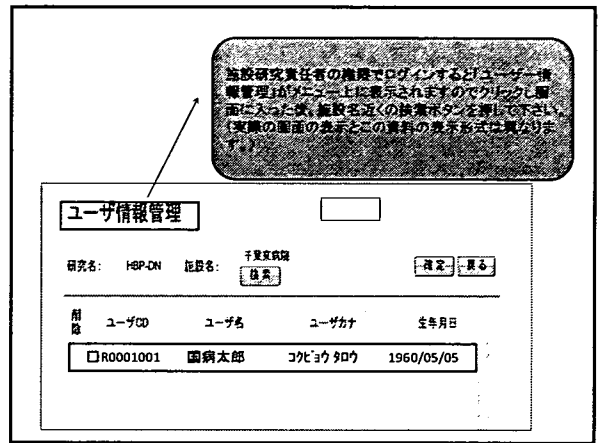 施設研究責任者の権限でログインすると「ユーザー情
報管理」がメニュー上に表示されますのでクリックし画
面に入った後、施設名近くの検索ボタンを押して下さい。
(実際の画面の表示とこの資料の表示形式は異なりま
す。)
ユーザ情報管理
研究名: HBP-DN 施設名: 千葉東病院 確定 戻る
検索
削除 ユーザCD ユーザ名 ユーザカナ 生年月日
R0001001 国病太郎 コクビョウ タロウ 1960/05/05